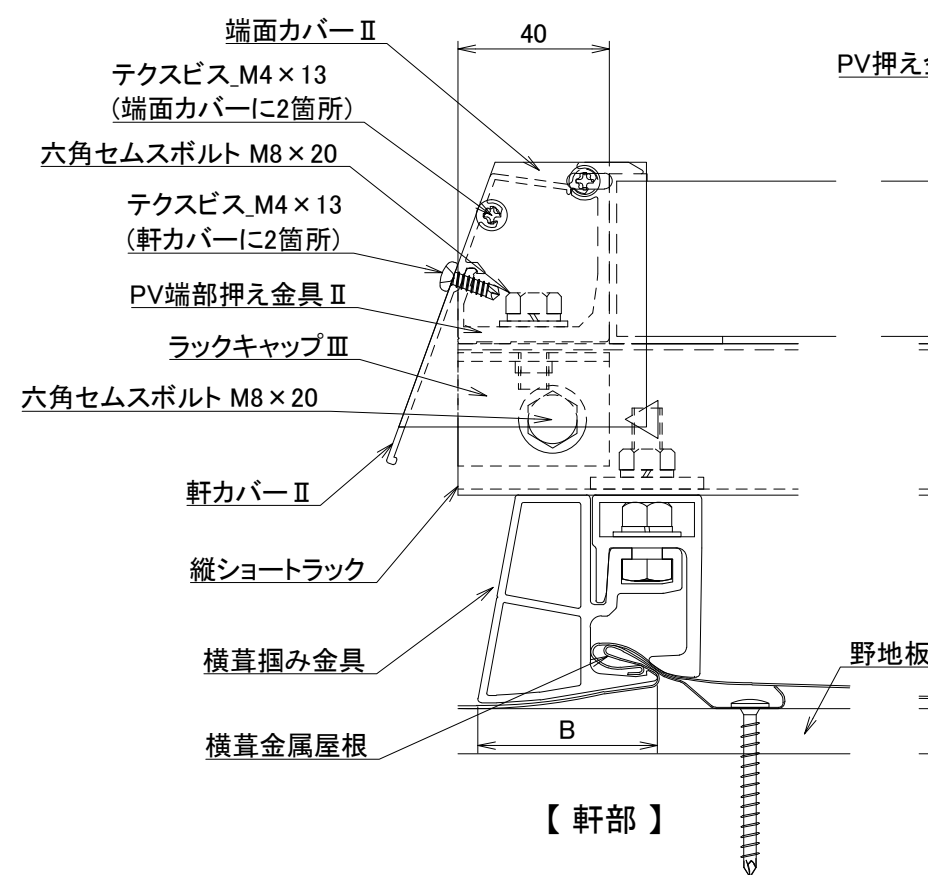 端面カバーⅡ
40
PV押え金
テクスビス_M4×13
(端面カバーに2箇所)
六角セムスボルト M8×20
テクスビス_M4×13
(軒カバーに2箇所)
PV端部押え金具Ⅱ
ラックキャップⅢ
六角セムスボルト M8×20
軒カバーⅡ
縦ショートラック
横葺掴み金具
野地板
横葺金属屋根
B
【 軒部 】